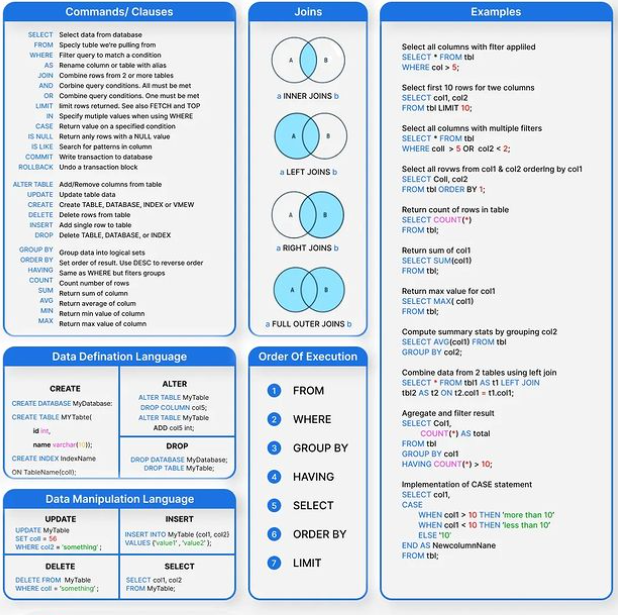 Commands/ Clauses
SELECT Select data from database
FROM Specity table we're pulling from
WHERE Filter query to match a condition
AS Rename column or table with alias
JOIN Combine rows from 2 or more tables
AND Conbine query conditions. All must be met
OR Combine query conditions. One must be met
LIMIT limit rows returned. See also FETCH and TOP
IN Specify mutiple values when using WHERE
CASE Return value on a specified condition
IS NULL Return only rows with a NULL value
IS LIKE Search for patterns in column
COMMIT Write transaction to database
ROLLBACK Undo a transaction block
ALTER TABLE Add/Remove columns from table
UPDATE Update table data
CREATE Create TABLE, DATABASE, INDEX or VMEW
DELETE Delete rows from table
INSERT Add single row to table
DROP Delete TABLE, DATABASE, or INDEX
GROUP BY Group data into logical sets
ORDER BY Set order of result. Use DESC to reverse order
HAVING Same as WHERE but fiters groups
COUNT Count number of rows
SUM Return sum of column
AVG Return average of colum
MIN Return min value of column
MAX Return max value of column
Joins
A B
a INNER JOINS b
A B
a LEFT JOINS b
A B
a RIGHT JOINS b
A B
a FULL OUTER JOINS b
Examples
Select all columns with flter appliled
SELECT * FROM tbl
WHERE col > 5;
Select first 10 rows for two columns
SELECT col1, col2
FROM tbl LIMIT 10;
Select all columns with multiple filters
SELECT * FROM tbl
WHERE coll > 5 OR col2 < 2;
Select all rovws from col1 & col2 ordering by col1
SELECT Coll, col2
FROM tbl ORDER BY 1;
Return count of rows in table
SELECT COUNT(*)
FROM tbl;
Return sum of col1
SELECT SUM(col1)
FROM tbl;
Return max value for col1
SELECT MAX( col1)
FROM tbl;
Compute summary stats by grouping col2
SELECT AVG(col1) FROM tbl
GROUP BY col2;
Combine data from 2 tables using left join
SELECT * FROM tbl1 AS t1 LEFT JOIN
tbl2 AS t2 ON t2.col1 = t1.col1;
Agregate and filter result
SELECT Col1,
COUNT(*) AS total
FROM tbl
GROUP BY col1
HAVING COUNT(*) > 10;
Implementation of CASE statement
SELECT col1,
CASE
WHEN col1 > 10 THEN 'more than 10'
WHEN col1 < 10 THEN 'less than 10'
ELSE '10'
END AS NewcolumnNane
FROM tbl;
Data Defination Language
CREATE
CREATE DATABASE MyDatabase;
CREATE TABLE MYTable(
id int,
name varchar(10));
CREATE INDEX IndexName
ON TableName(coll);
ALTER
ALTER TABLE MyTable
DROP COLUMN col5;
ALTER TABLE MyTable
ADD col5 int;
DROP
DROP DATABASE MyDatabase;
DROP TABLE MyTable;
Order Of Execution
1 FROM
2 WHERE
3 GROUP BY
4 HAVING
5 SELECT
6 ORDER BY
7 LIMIT
Data Manipulation Language
UPDATE
UPDATE MyTable
SET coll = 56
WHERE col2 = 'something' ;
INSERT
INSERT INTO MyTable (col1, col2)
VALUES ('value1' , 'value2' );
DELETE
DELETE FROM MyTable
WHERE coll = 'something' ;
SELECT
SELECT col1, col2
FROM MyTable;